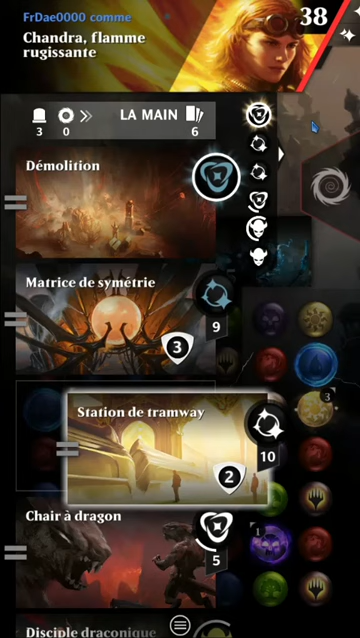 FrDae0000 comme
38
Chandra, flamme
rugissante
LA MAIN
3
0
6
Démolition
Matrice de symétrie
9
3
Station de tramway
10
2
3
Chair à dragon
5
1
Disciple draconique